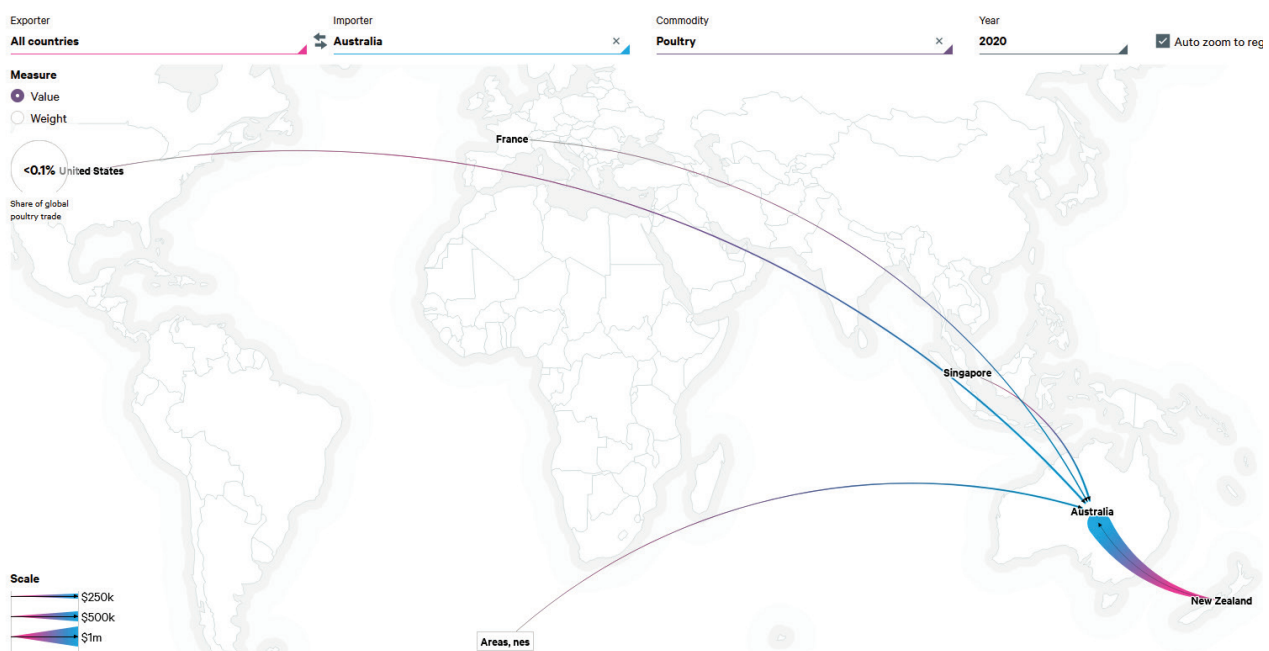 Exporter
Importer
Commodity
Year
All countries
Australia ×
Poultry ×
2020
Auto zoom to reg
Measure
Value
Weight
<0.1%
United States
Share of global
poultry trade
France
Singapore
Australia
New Zealand
Areas, nes
Scale
$250k
$500k
$1m